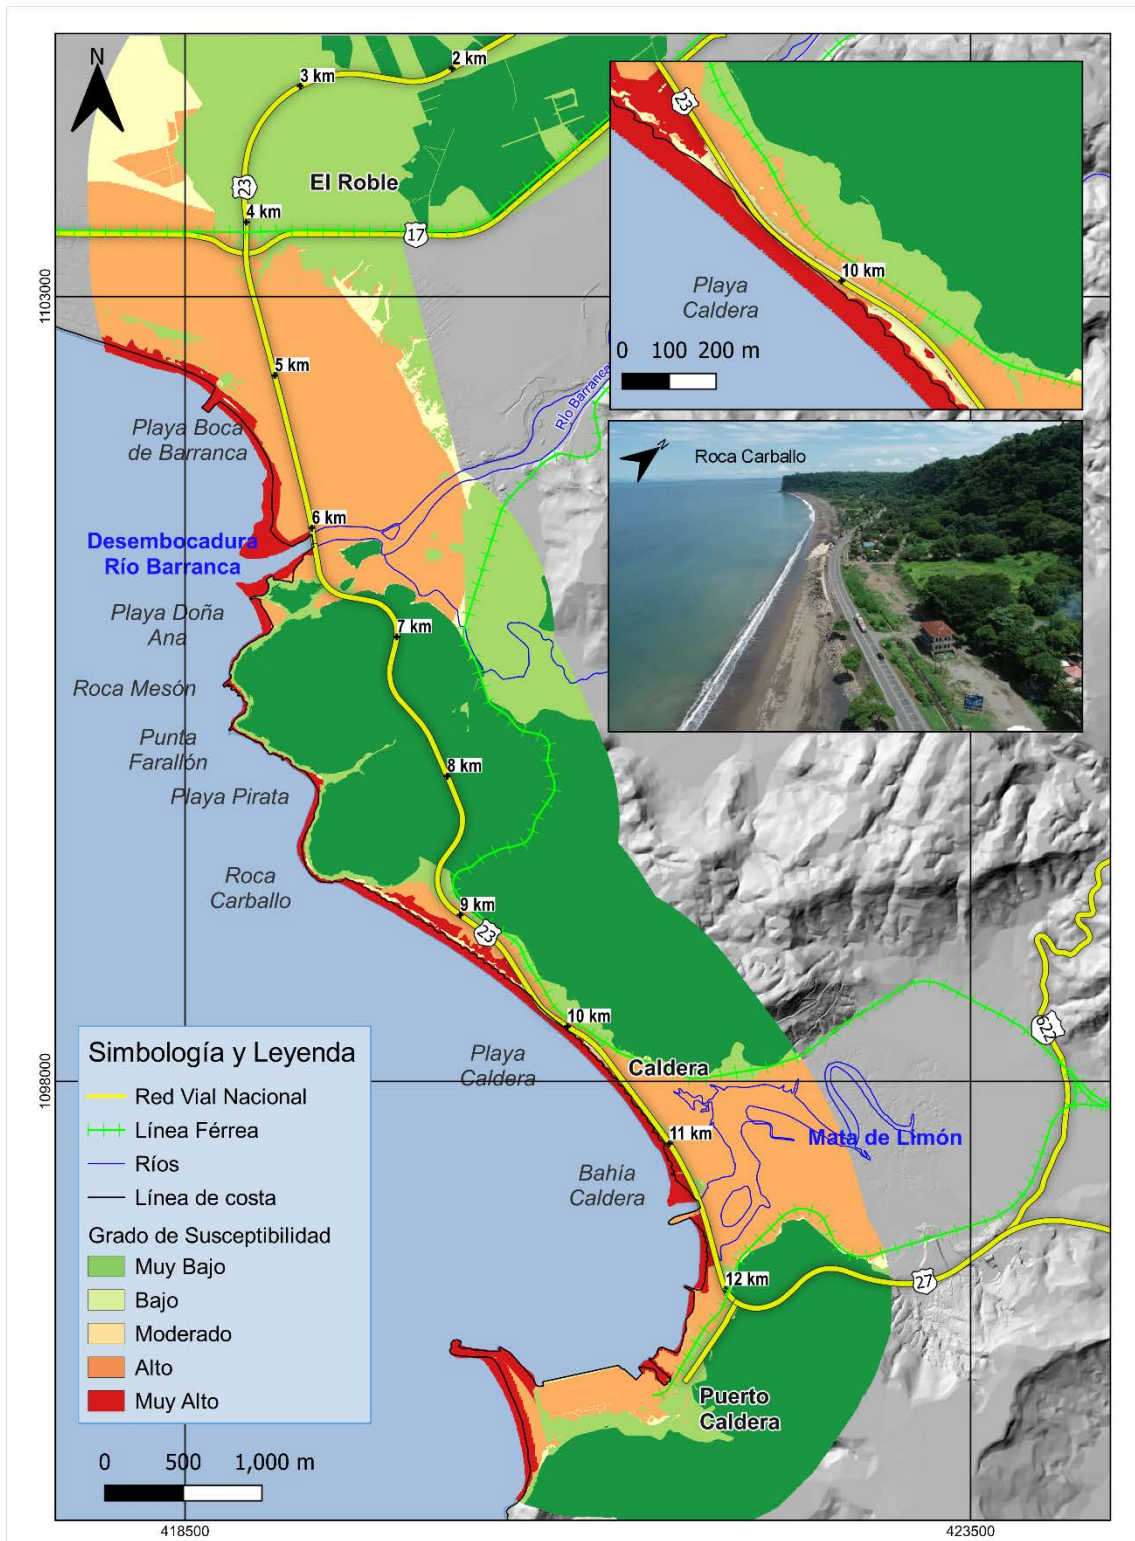 N
2 km
3 km
23
El Roble
4 km
17
1103000
5 km
Río Barranca
Playa Boca
de Barranca
6 km
Desembocadura
Río Barranca
Playa Doña
Ana
7 km
Roca Mesón
Punta
Farallón
8 km
Playa Pirata
Roca
Carballo
9 km
23
10 km
Playa
Caldera
Caldera
1098000
622
11 km
Mata de Limón
Bahía
Caldera
12 km
27
Puerto
Caldera
23
10 km
Playa
Caldera
0 100 200 m
N
Roca Carballo
Simbología y Leyenda
Red Vial Nacional
Línea Férrea
Ríos
Línea de costa
Grado de Susceptibilidad
Muy Bajo
Bajo
Moderado
Alto
Muy Alto
0 500 1,000 m
418500
423500